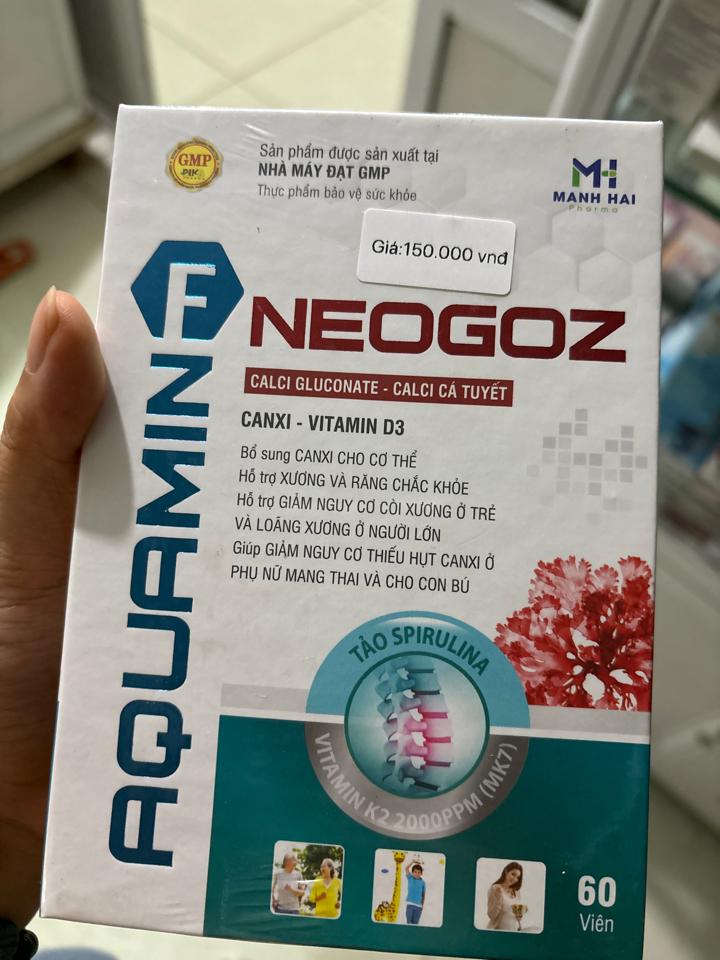 GMP
PIKA
Sản phẩm được sản xuất tại
NHÀ MÁY ĐẠT GMP
Thực phẩm bảo vệ sức khỏe
MH
MANH HAI
Pharma
Giá:150.000 vnđ
AQUAMIN F
NEOGOZ
CALCI GLUCONATE - CALCI CÁ TUYẾT
CANXI - VITAMIN D3
Bổ sung CANXI CHO CƠ THỂ
Hỗ trợ XƯƠNG VÀ RĂNG CHẮC KHỎE
Hỗ trợ GIẢM NGUY CƠ CÒI XƯƠNG Ở TRẺ
VÀ LOÃNG XƯƠNG Ở NGƯỜI LỚN
Giúp GIẢM NGUY CƠ THIẾU HỤT CANXI Ở
PHỤ NỮ MANG THAI VÀ CHO CON BÚ
TẢO SPIRULINA
VITAMIN K2 2000PPM (MK7)
60
Viên